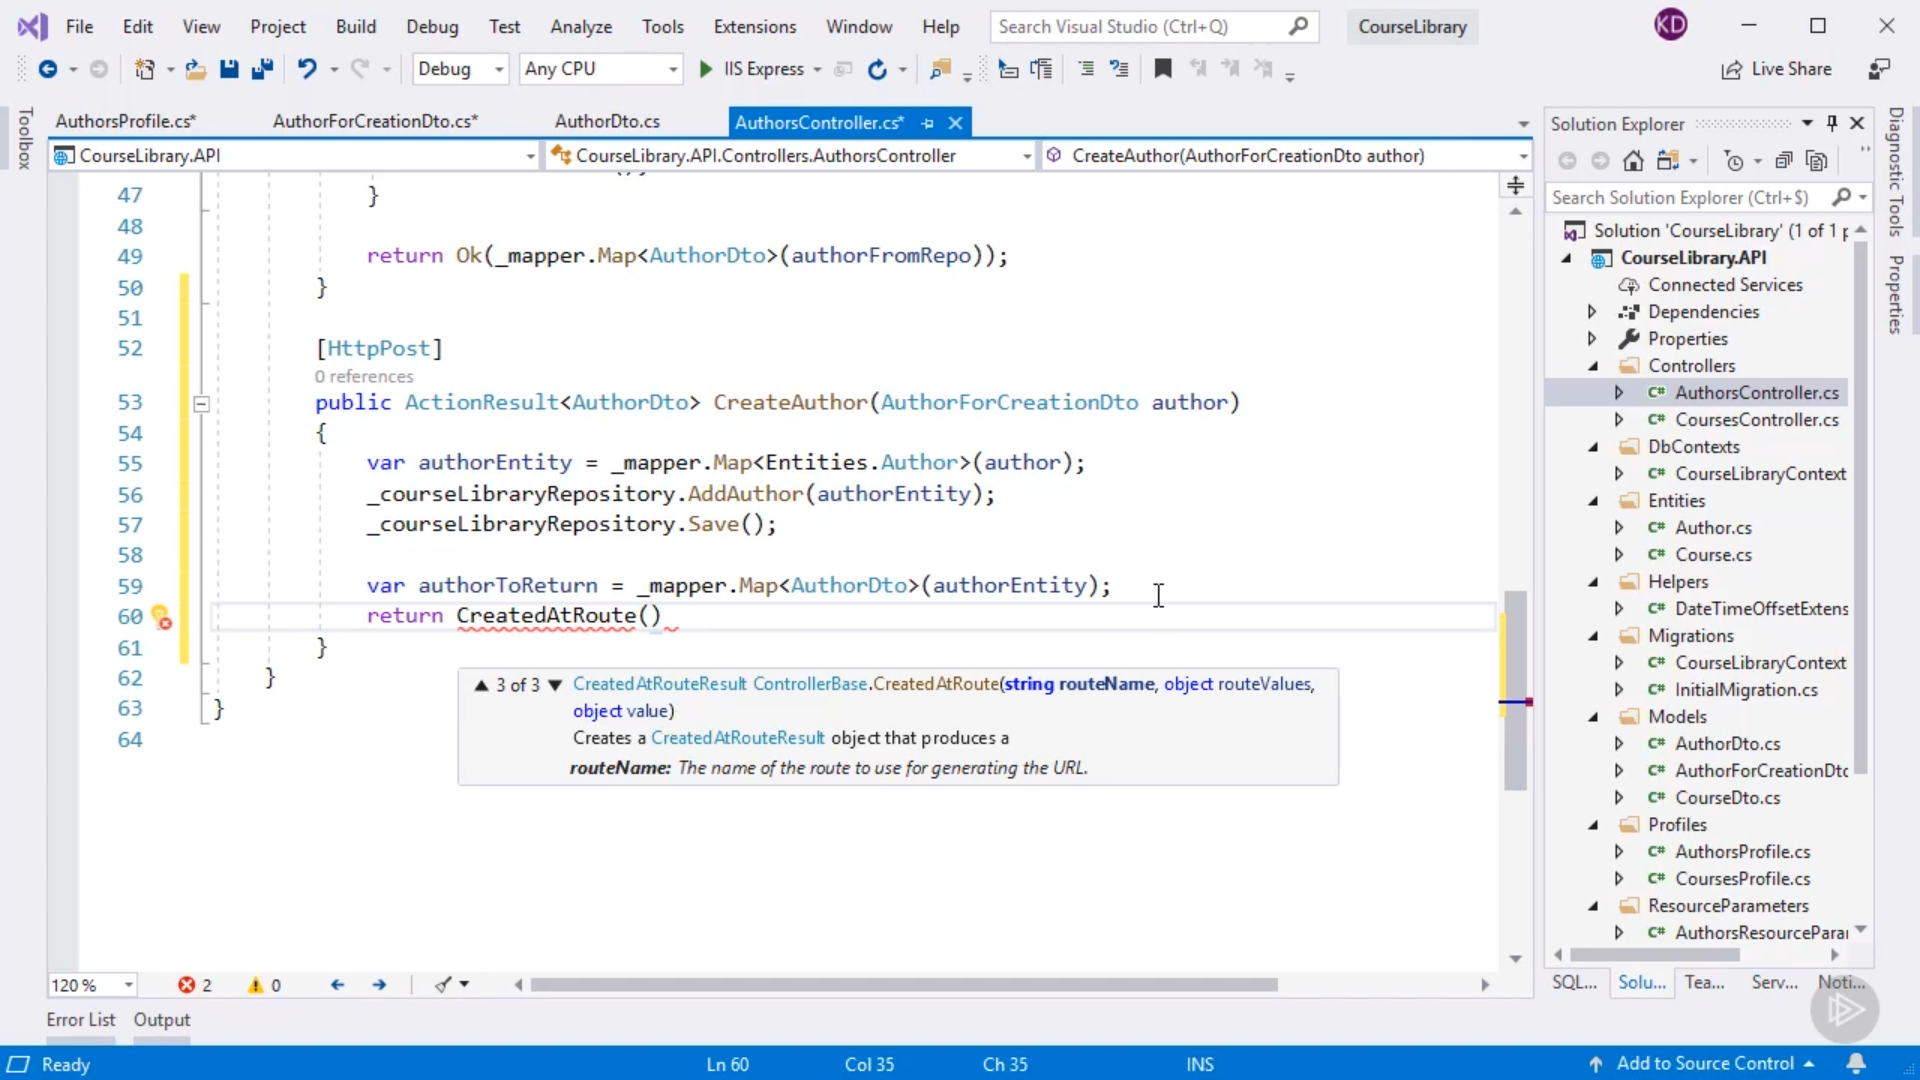 File Edit View Project Build Debug Test Analyze Tools Extensions Window Help Search Visual Studio (Ctrl+Q) CourseLibrary KD
Debug Any CPU IIS Express Live Share
AuthorsProfile.cs* AuthorForCreationDto.cs* AuthorDto.cs AuthorsController.cs*
CourseLibrary.API CourseLibrary.API.Controllers.AuthorsController CreateAuthor(AuthorForCreationDto author)
Toolbox
47 }
48
49 return Ok(_mapper.Map<AuthorDto>(authorFromRepo));
50 }
51
52 [HttpPost]
0 references
53 public ActionResult<AuthorDto> CreateAuthor(AuthorForCreationDto author)
54 {
55 var authorEntity = _mapper.Map<Entities.Author>(author);
56 _courseLibraryRepository.AddAuthor(authorEntity);
57 _courseLibraryRepository.Save();
58
59 var authorToReturn = _mapper.Map<AuthorDto>(authorEntity);
60 return CreatedAtRoute()
61 }
62 }
63 }
64
3 of 3 CreatedAtRouteResult ControllerBase.CreatedAtRoute(string routeName, object routeValues,
object value)
Creates a CreatedAtRouteResult object that produces a
routeName: The name of the route to use for generating the URL.
Solution Explorer
Search Solution Explorer (Ctrl+$)
Solution 'CourseLibrary' (1 of 1 p
CourseLibrary.API
Connected Services
Dependencies
Properties
Controllers
C# AuthorsController.cs
C# CoursesController.cs
DbContexts
C# CourseLibraryContext
Entities
C# Author.cs
C# Course.cs
Helpers
C# DateTimeOffsetExtens
Migrations
C# CourseLibraryContext
C# InitialMigration.cs
Models
C# AuthorDto.cs
C# AuthorForCreationDto
C# CourseDto.cs
Profiles
C# AuthorsProfile.cs
C# CoursesProfile.cs
ResourceParameters
C# AuthorsResourcePara
SQL... Solu... Tea... Serv... Noti...
Diagnostic Tools
Properties
120 % 2 0
Error List Output
Ready Ln 60 Col 35 Ch 35 INS Add to Source Control